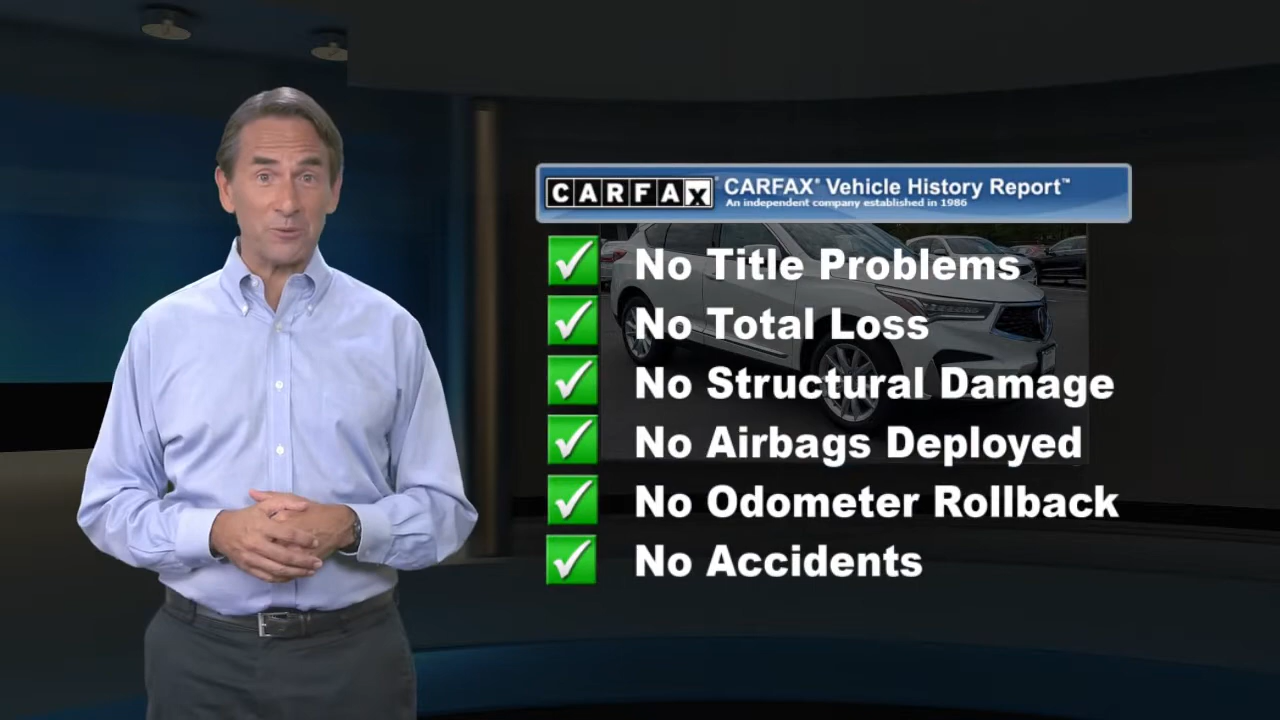 CARFAX® CARFAX® Vehicle History Report™
An independent company established in 1986
No Title Problems
No Total Loss
No Structural Damage
No Airbags Deployed
No Odometer Rollback
No Accidents